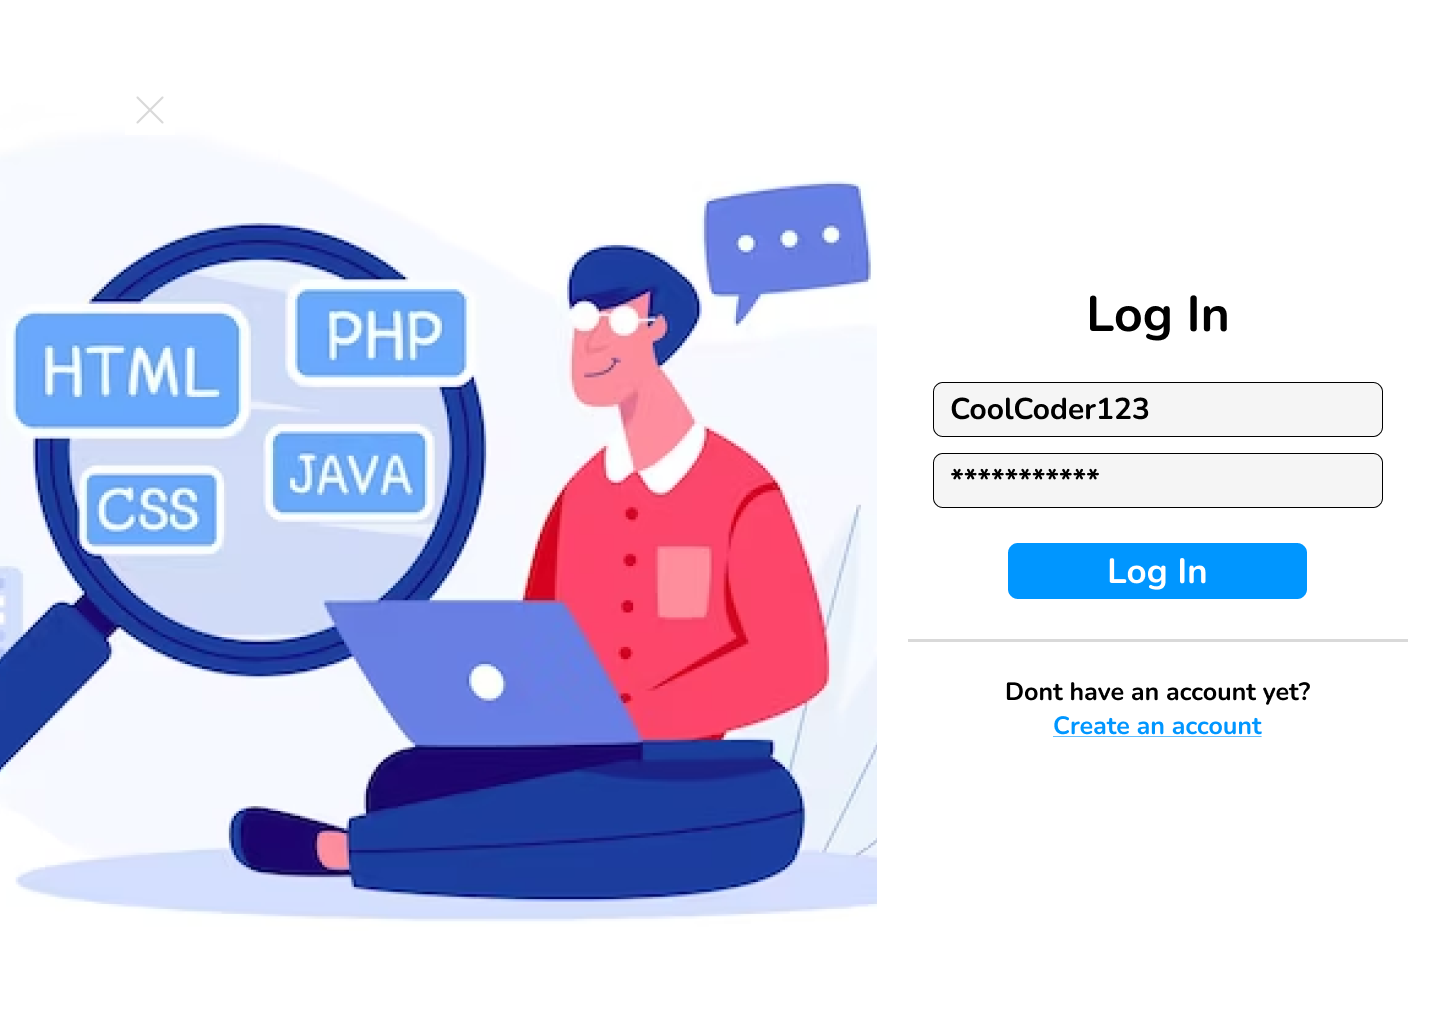 HTML
PHP
CSS
JAVA
Log In
CoolCoder123
***********
Log In
Dont have an account yet?
Create an account